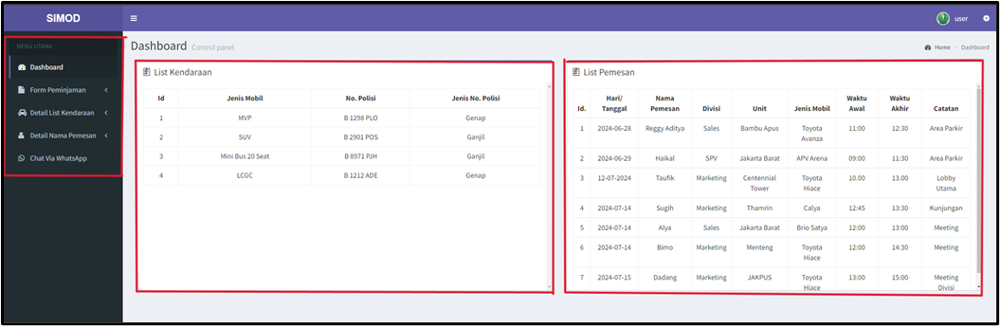 SIMOD
user
MENU UTAMA
Dashboard
Form Peminjaman
Detail List Kendaraan
Detail Nama Pemesan
Chat Via WhatsApp
Dashboard Control panel
Home > Dashboard
List Kendaraan
Id Jenis Mobil No. Polisi Jenis No. Polisi
1 MVP B 1298 PLO Genap
2 SUV B 2901 POS Ganjil
3 Mini Bus 20 Seat B 8971 PJH Ganjil
4 LCGC B 1212 ADE Genap
List Pemesan
Hari/ Nama Waktu Waktu
Id. Tanggal Pemesan Divisi Unit Jenis Mobil Awal Akhir Catatan
1 2024-06-28 Reggy Aditya Sales Bambu Apus Toyota 11:00 12:30 Area Parkir
Avanza
2 2024-06-29 Haikal SPV Jakarta Barat APV Arena 09:00 11:30 Area Parkir
3 12-07-2024 Taufik Marketing Centennial Toyota 10.00 13.00 Lobby
Tower Hiace Utama
4 2024-07-14 Sugih Marketing Thamrin Calya 12:45 13:30 Kunjungan
5 2024-07-14 Alya Sales Jakarta Barat Brio Satya 12:00 13:00 Meeting
6 2024-07-14 Bimo Marketing Menteng Toyota 12:00 14:30 Meeting
Hiace
7 2024-07-15 Dadang Marketing JAKPUS Toyota 13:00 15:00 Meeting
Hiace Divisi